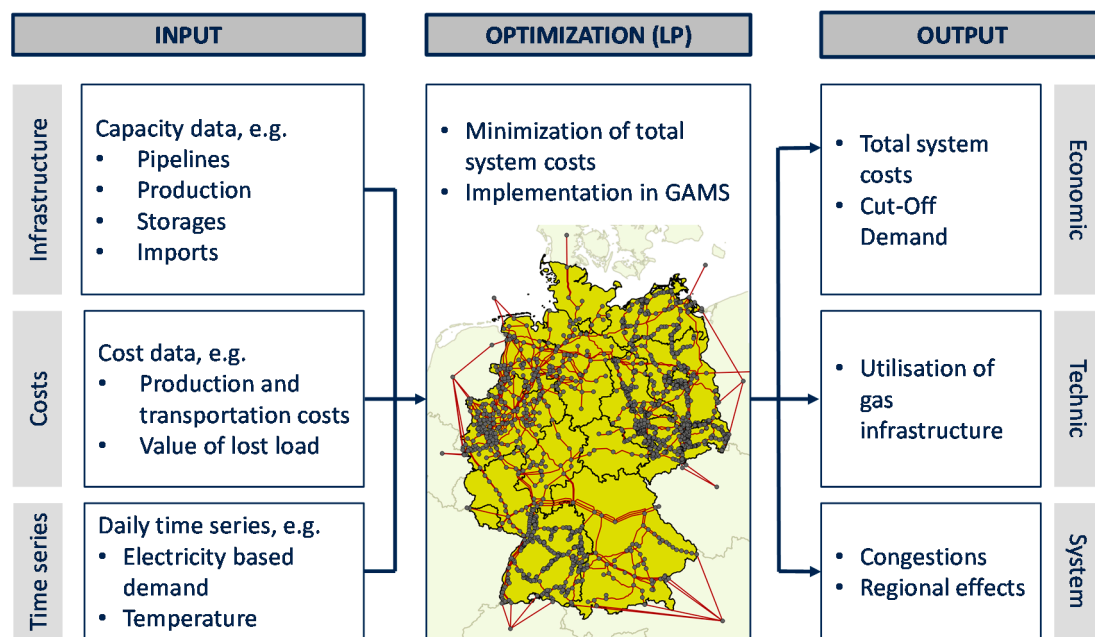 INPUT
OPTIMIZATION (LP)
OUTPUT
Infrastructure
Capacity data, e.g.
• Pipelines
• Production
• Storages
• Imports
Costs
Cost data, e.g.
• Production and
transportation costs
• Value of lost load
Time series
Daily time series, e.g.
• Electricity based
demand
• Temperature
• Minimization of total
system costs
• Implementation in GAMS
• Total system
costs
• Cut-Off
Demand
Economic
• Utilisation of
gas
infrastructure
Technic
• Congestions
• Regional effects
System